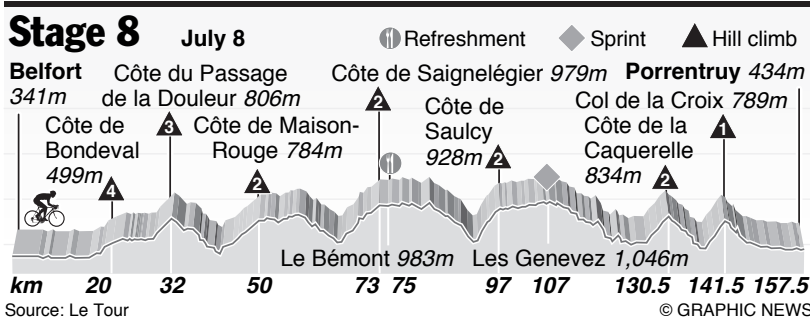 Stage 8 July 8
Refreshment Sprint Hill climb
Belfort
341m
Côte du Passage
de la Douleur 806m
Côte de Saignelégier 979m
Porrentruy 434m
Côte de
Bondeval
499m
Côte de Maison-
Rouge 784m
Côte de
Saulcy
928m
Col de la Croix 789m
Côte de la
Caquerelle
834m
4
3
2
2
2
2
1
Le Bémont 983m
Les Genevez 1,046m
km 20 32 50 73 75 97 107 130.5 141.5 157.5
Source: Le Tour
© GRAPHIC NEWS